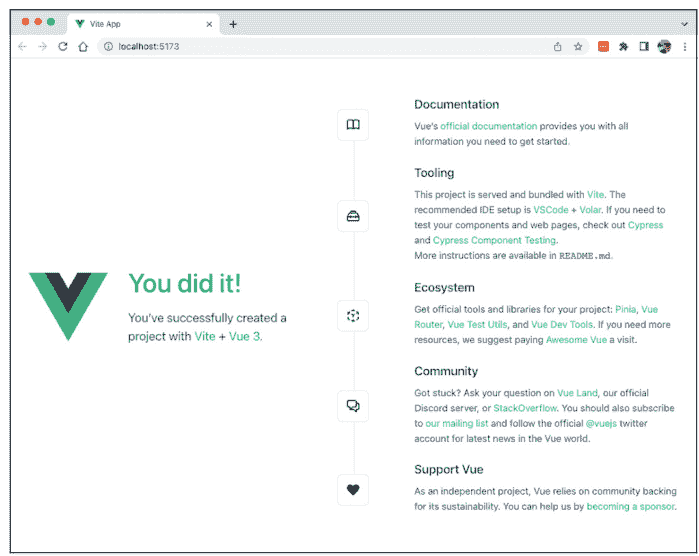 Vite App
localhost:5173
You did it!
You've successfully created a
project with Vite + Vue 3.
Documentation
Vue's official documentation provides you with all
information you need to get started.
Tooling
This project is served and bundled with Vite. The
recommended IDE setup is VSCode + Volar. If you need to
test your components and web pages, check out Cypress
and Cypress Component Testing.
More instructions are available in README.md.
Ecosystem
Get official tools and libraries for your project: Pinia, Vue
Router, Vue Test Utils, and Vue Dev Tools. If you need more
resources, we suggest paying Awesome Vue a visit.
Community
Got stuck? Ask your question on Vue Land, our official
Discord server, or StackOverflow. You should also subscribe
to our mailing list and follow the official @vuejs twitter
account for latest news in the Vue world.
Support Vue
As an independent project, Vue relies on community backing
for its sustainability. You can help us by becoming a sponsor.